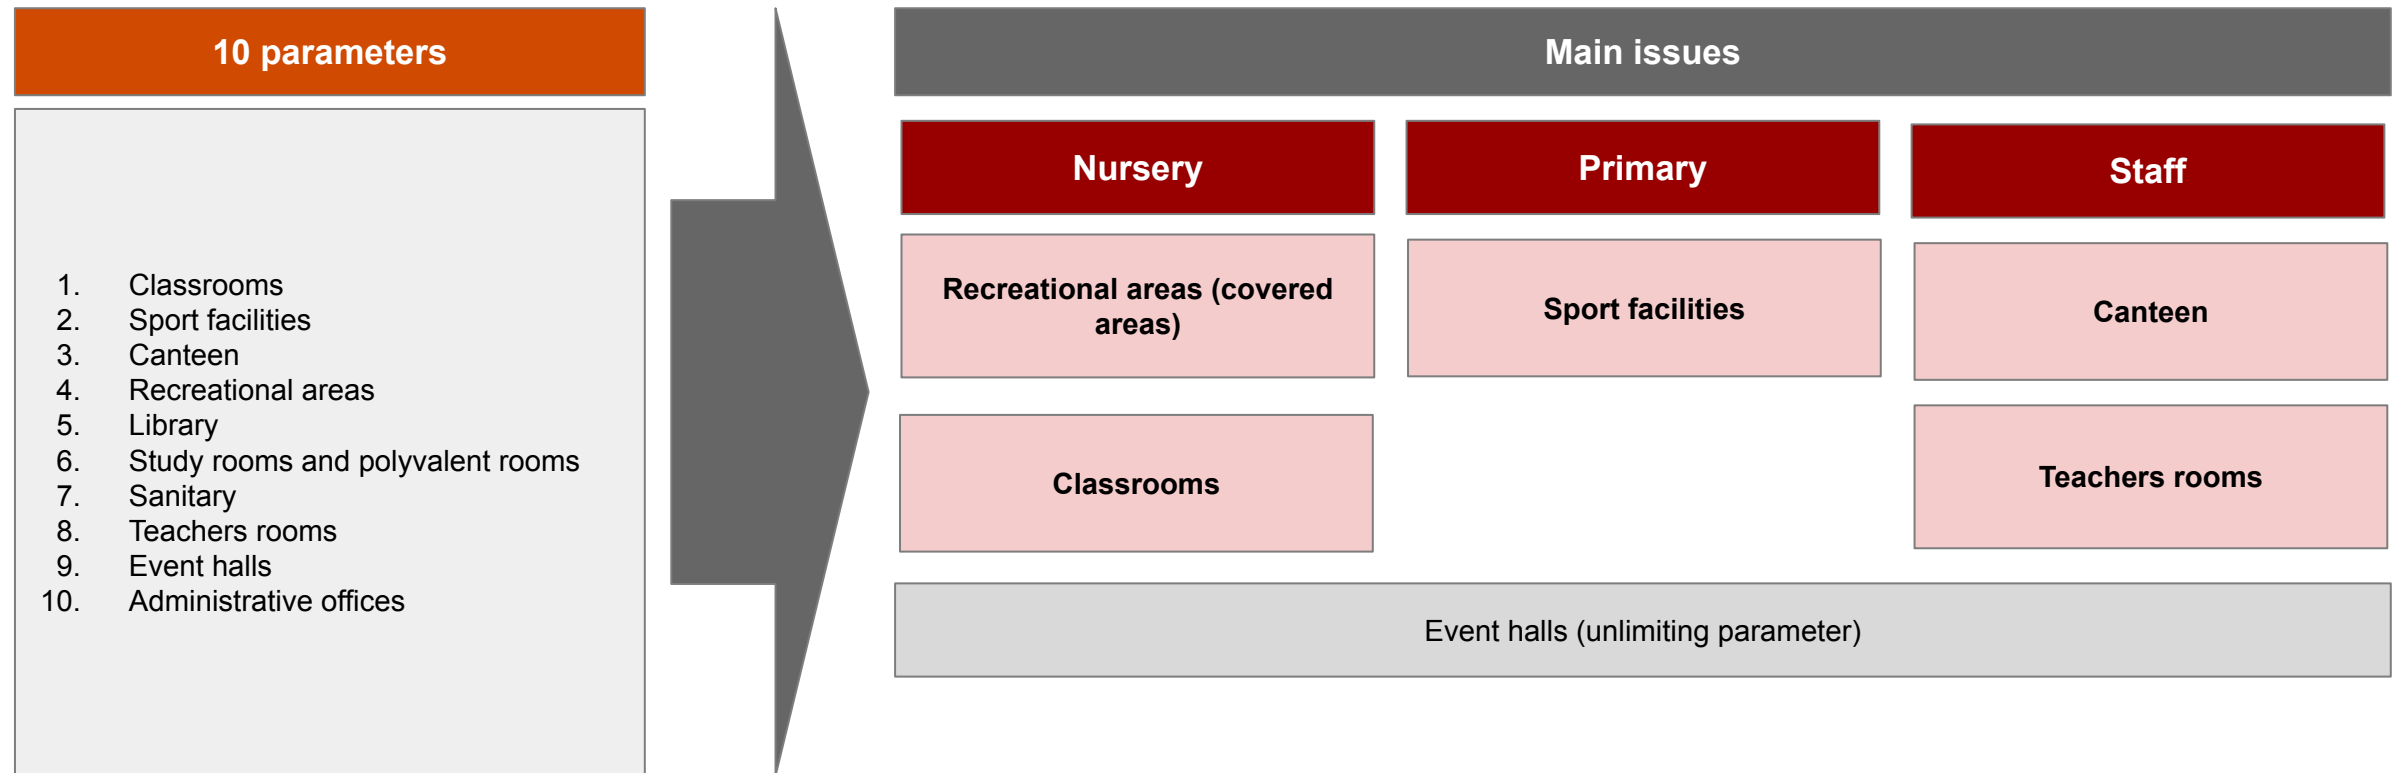 10 parameters
1. Classrooms
2. Sport facilities
3. Canteen
4. Recreational areas
5. Library
6. Study rooms and polyvalent rooms
7. Sanitary
8. Teachers rooms
9. Event halls
10. Administrative offices
Main issues
Nursery
Recreational areas (covered
areas)
Classrooms
Primary
Sport facilities
Staff
Canteen
Teachers rooms
Event halls (unlimiting parameter)